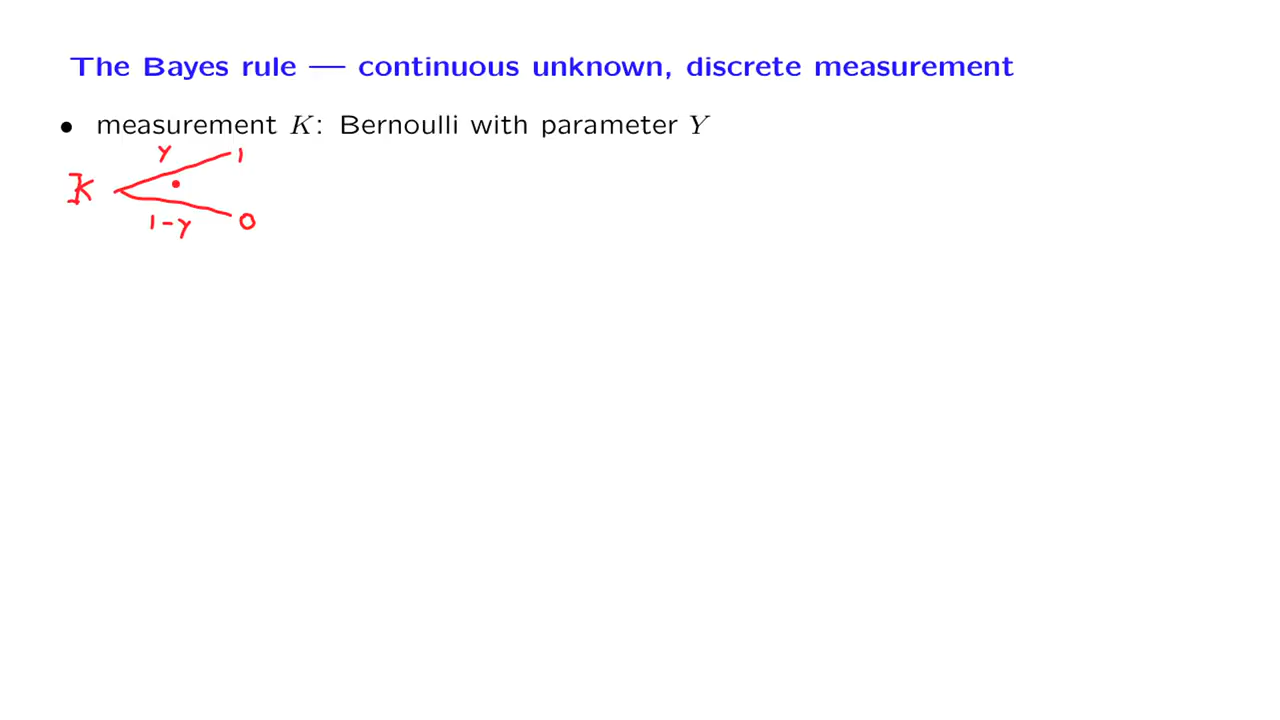 The Bayes rule — continuous unknown, discrete measurement
• measurement K: Bernoulli with parameter Y
y 1
K
1-y 0